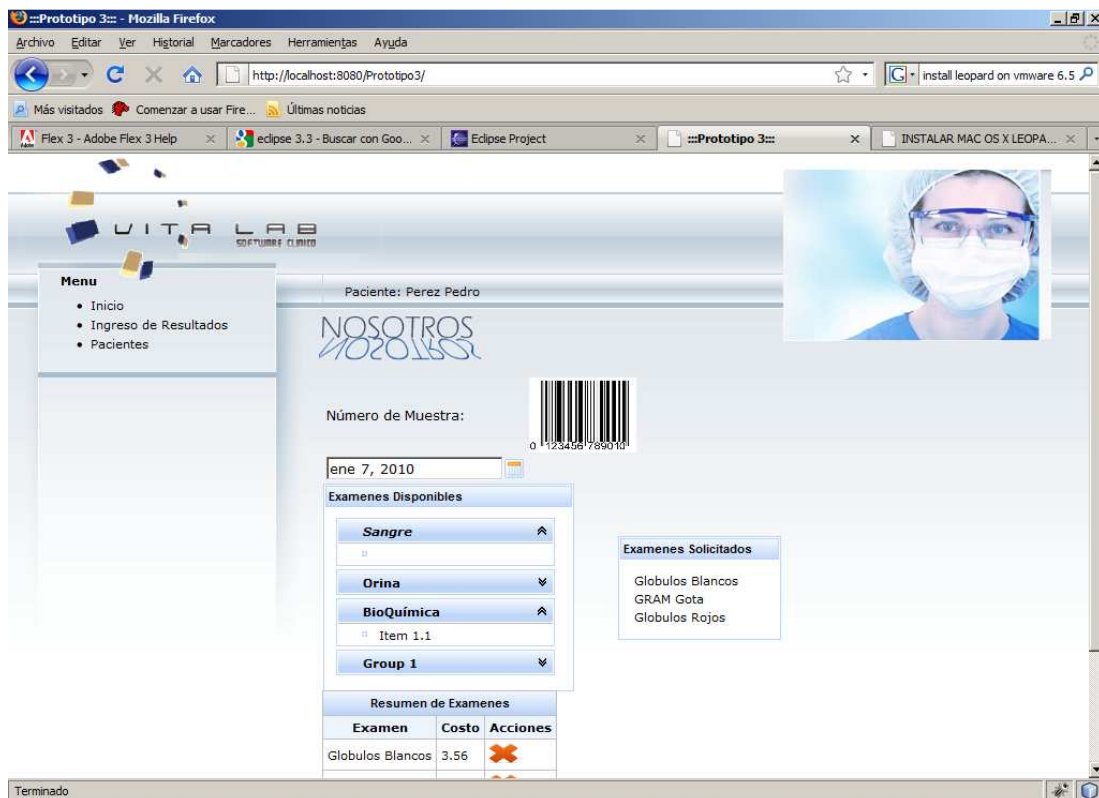 :::Prototipo 3::: - Mozilla Firefox
Archivo Editar Ver Historial Marcadores Herramientas Ayuda
http://localhost:8080/Prototipo3/ install leopard on vmware 6.5
Más visitados Comenzar a usar Fire... Últimas noticias
Flex 3 - Adobe Flex 3 Help eclipse 3.3 - Buscar con Goo... Eclipse Project :::Prototipo 3::: INSTALAR MAC OS X LEOPA...
VITA LAB
SOFTWARE CLINICO
Menu
Inicio
Ingreso de Resultados
Pacientes
Paciente: Perez Pedro
NOSOTROS
Número de Muestra:
0 123456 789010
ene 7, 2010
Examenes Disponibles
Sangre
Orina
BioQuímica
Item 1.1
Group 1
Examenes Solicitados
Globulos Blancos
GRAM Gota
Globulos Rojos
Resumen de Examenes
Examen Costo Acciones
Globulos Blancos 3.56
Terminado